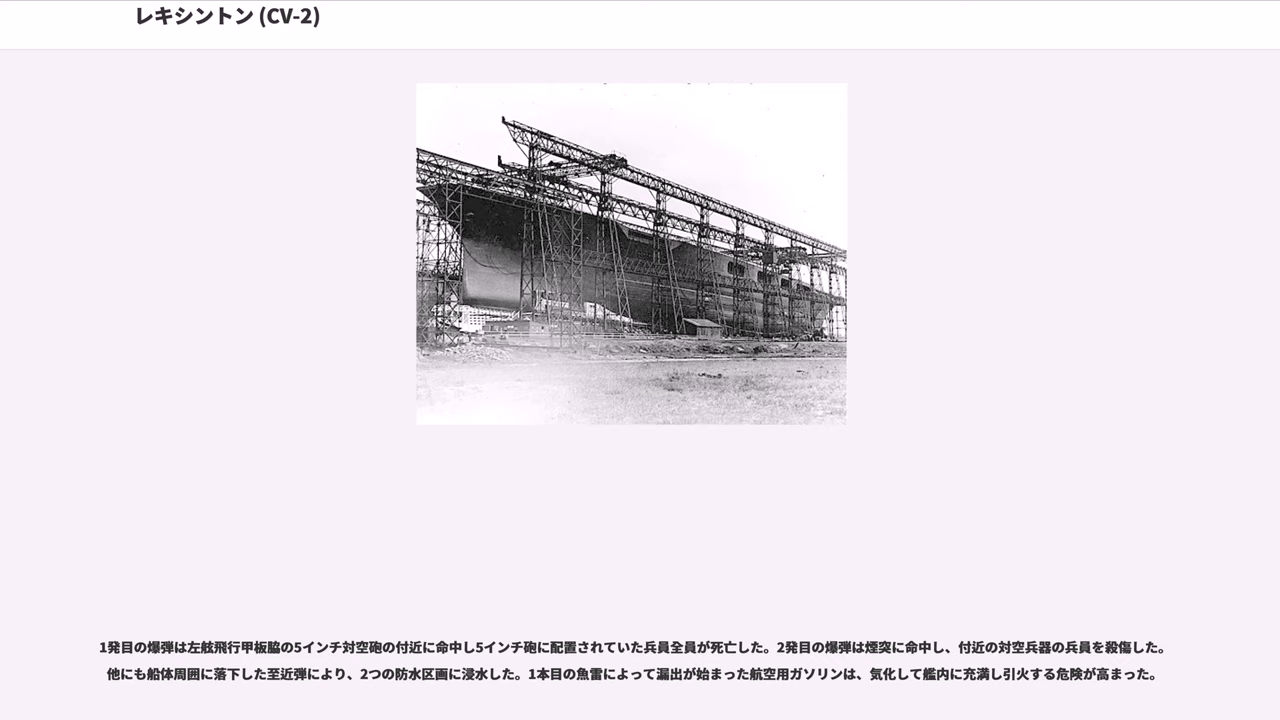 レキシントン (CV-2)
1発目の爆弾は左舷飛行甲板脇の5インチ対空砲の付近に命中し5インチ砲に配置されていた兵員全員が死亡した。2発目の爆弾は煙突に命中し、付近の対空兵器の兵員を殺傷した。
他にも船体周囲に落下した至近弾により、2つの防水区画に浸水した。1本目の魚雷によって漏出が始まった航空用ガソリンは、気化して艦内に充満し引火する危険が高まった。